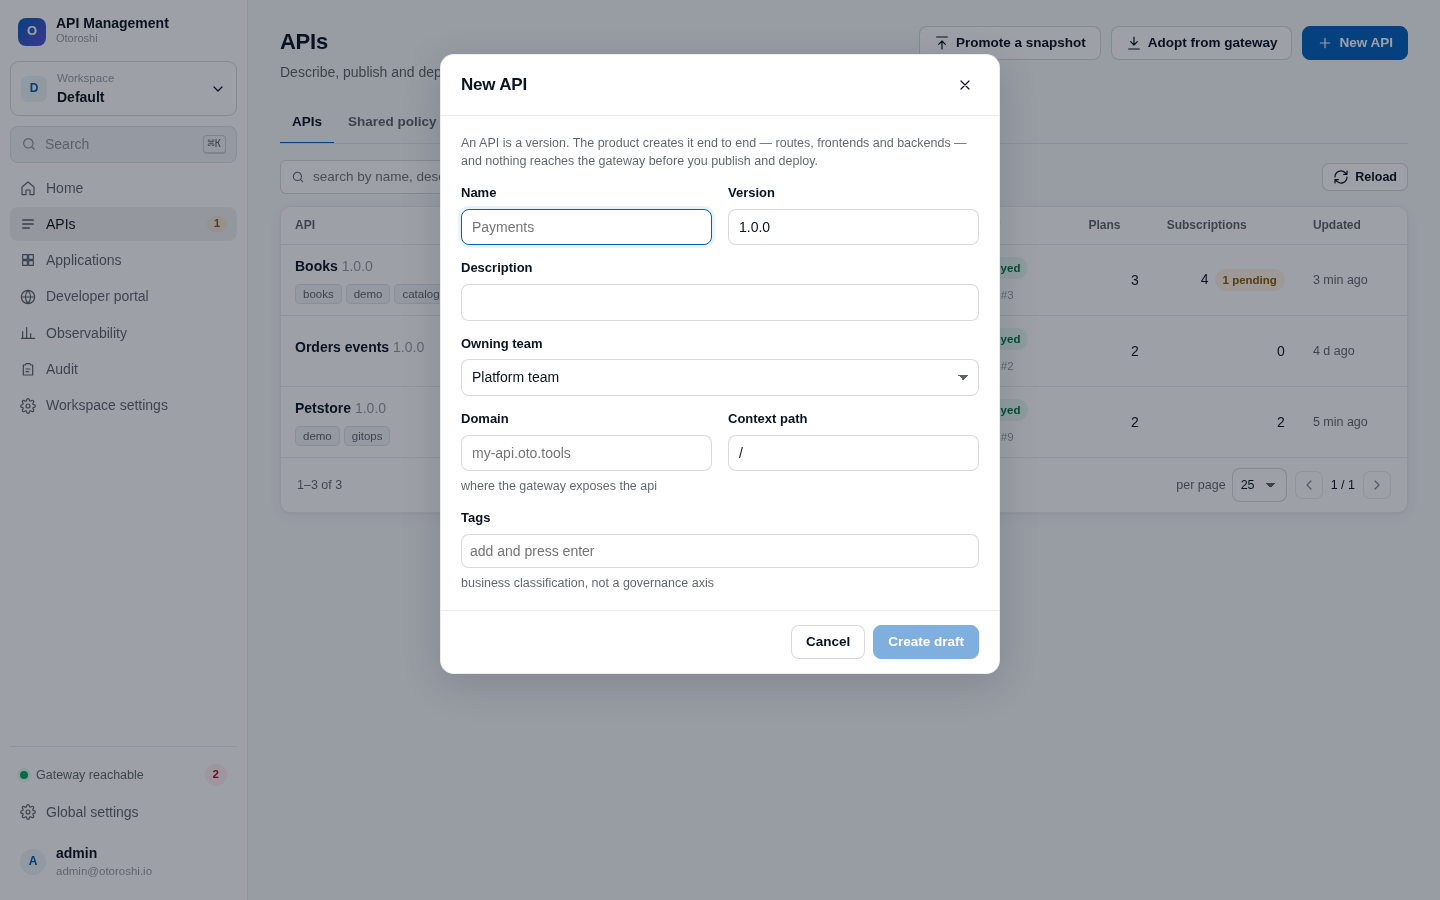 O
API Management
Otoroshi
D
Workspace
Default
Search
⌘K
Home
APIs
1
Applications
Developer portal
Observability
Audit
Workspace settings
Gateway reachable
2
Global settings
A
admin
admin@otoroshi.io
APIs
Promote a snapshot
Adopt from gateway
New API
Describe, publish and dep
APIs
Shared policy
search by name, desc
Reload
API
Plans
Subscriptions
Updated
Books 1.0.0
books
demo
catalog
yed
#3
3
4
1 pending
3 min ago
Orders events 1.0.0
yed
#2
2
0
4 d ago
Petstore 1.0.0
demo
gitops
yed
#9
2
2
5 min ago
1–3 of 3
per page
25
1 / 1
New API
An API is a version. The product creates it end to end — routes, frontends and backends —
and nothing reaches the gateway before you publish and deploy.
Name
Version
Payments
1.0.0
Description
Owning team
Platform team
Domain
Context path
my-api.oto.tools
/
where the gateway exposes the api
Tags
add and press enter
business classification, not a governance axis
Cancel
Create draft